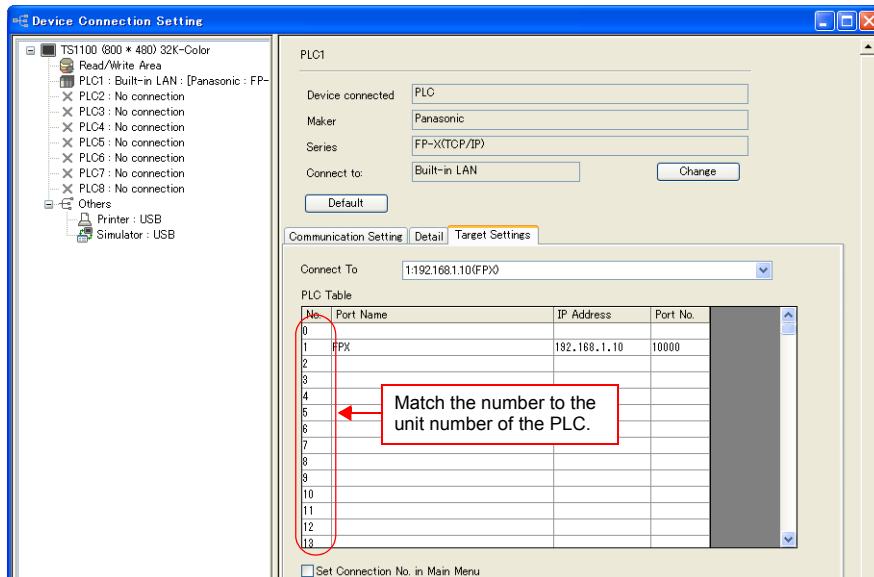 Device Connection Setting
TS1100 (800 * 480) 32K-Color
Read/Write Area
PLC1 : Built-in LAN : [Panasonic : FP-
PLC2 : No connection
PLC3 : No connection
PLC4 : No connection
PLC5 : No connection
PLC6 : No connection
PLC7 : No connection
PLC8 : No connection
Others
Printer : USB
Simulator : USB
PLC1
Device connected PLC
Maker Panasonic
Series FP-X(TCP/IP)
Connect to: Built-in LAN Change
Default
Communication Setting Detail Target Settings
Connect To 1:192.168.1.10(FPX)
PLC Table
No. Port Name IP Address Port No.
0
1 FPX 192.168.1.10 10000
2
3
4
5
6
7
8
9
10
11
12
13
Match the number to the
unit number of the PLC.
Set Connection No. in Main Menu